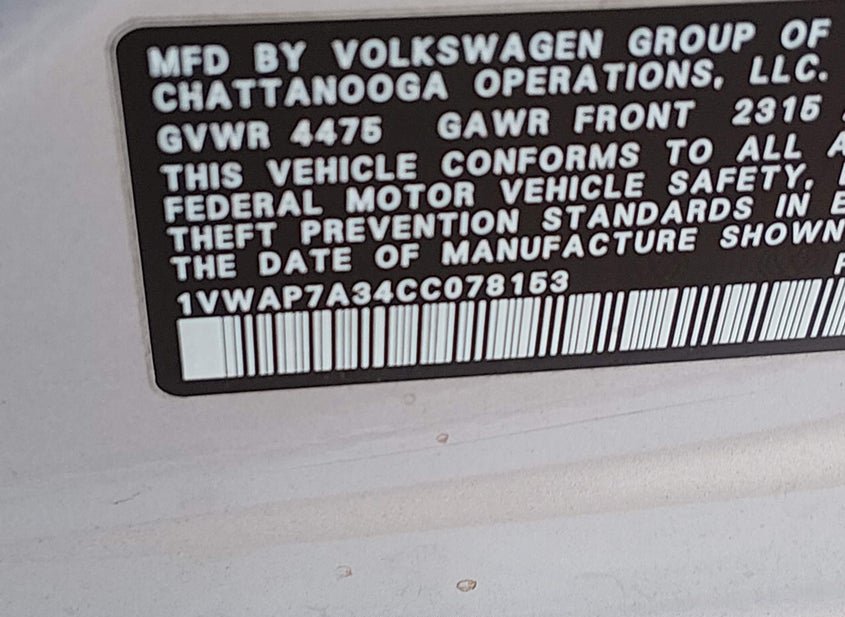 MFD BY VOLKSWAGEN GROUP OF
CHATTANOOGA OPERATIONS, LLC.
GVWR 4475 GAWR FRONT 2315
THIS VEHICLE CONFORMS TO ALL A
FEDERAL MOTOR VEHICLE SAFETY,
THEFT PREVENTION STANDARDS IN E
THE DATE OF MANUFACTURE SHOWN
1VWAP7A34CC078153